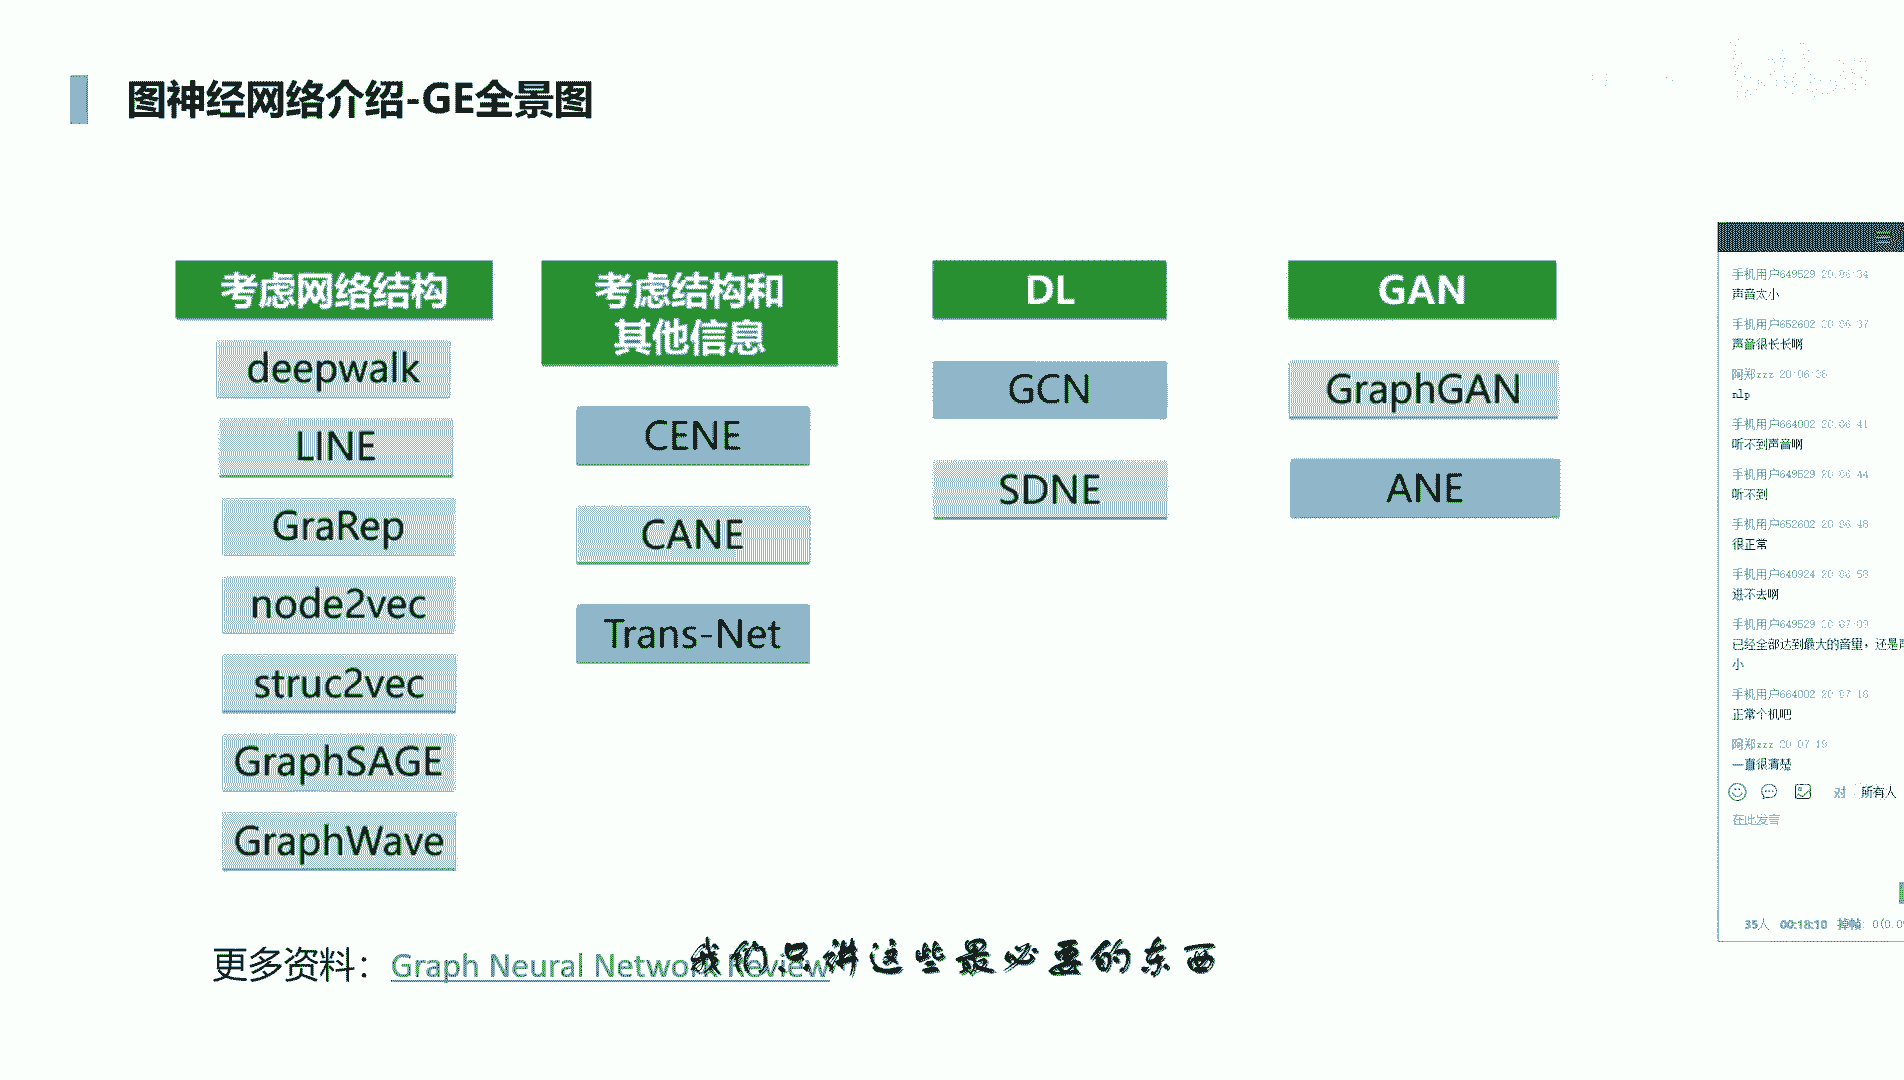 图神经网络介绍-GE全景图
考虑网络结构
deepwalk
LINE
GraRep
node2vec
struc2vec
GraphSAGE
GraphWave
考虑结构和
其他信息
CENE
CANE
Trans-Net
DL
GCN
SDNE
GAN
GraphGAN
ANE
更多资料：Graph Neural Network Review
我们只讲这些最必要的东西
手机用户649529 20:06:34
声音太小
手机用户652602 20:06:37
声音很长长啊
阿郑zzz 20:06:38
nlp
手机用户664002 20:06:41
听不到声音啊
手机用户649529 20:06:44
听不到
手机用户652602 20:06:48
很正常
手机用户640924 20:06:58
进不去啊
手机用户649529 20:07:09
已经全部达到最大的音量，还是声
小
手机用户664002 20:07:16
正常个机吧
阿郑zzz 20:07:19
一直很清楚
对 所有人
在此发言
35人 00:18:10 掉帧: 0(0.0